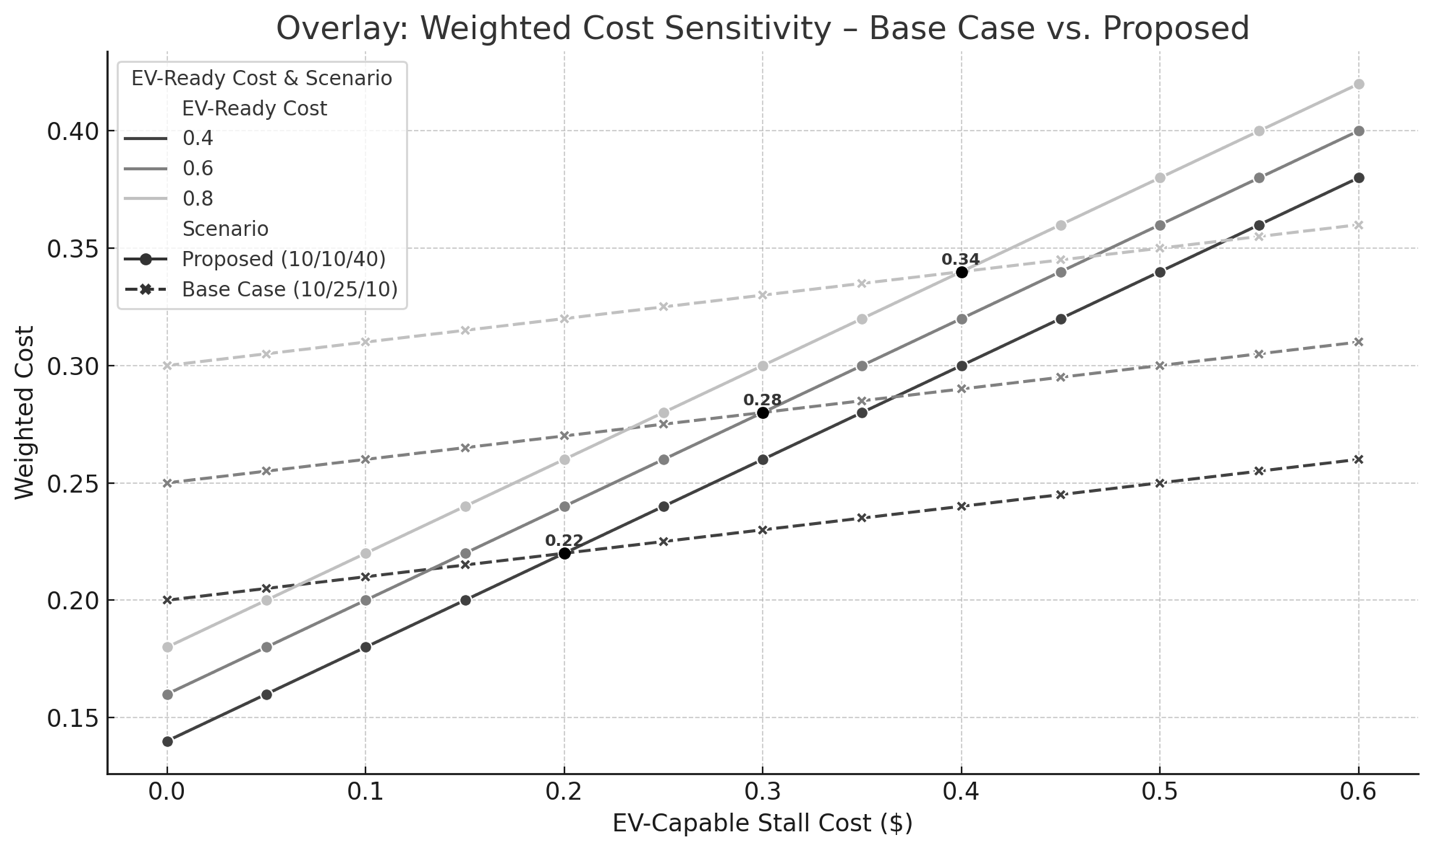 Overlay: Weighted Cost Sensitivity – Base Case vs. Proposed
EV-Ready Cost & Scenario
EV-Ready Cost
0.4
0.6
0.8
Scenario
Proposed (10/10/40)
Base Case (10/25/10)
Weighted Cost
0.40
0.35
0.30
0.25
0.20
0.15
0.34
0.28
0.22
0.0 0.1 0.2 0.3 0.4 0.5 0.6
EV-Capable Stall Cost ($)